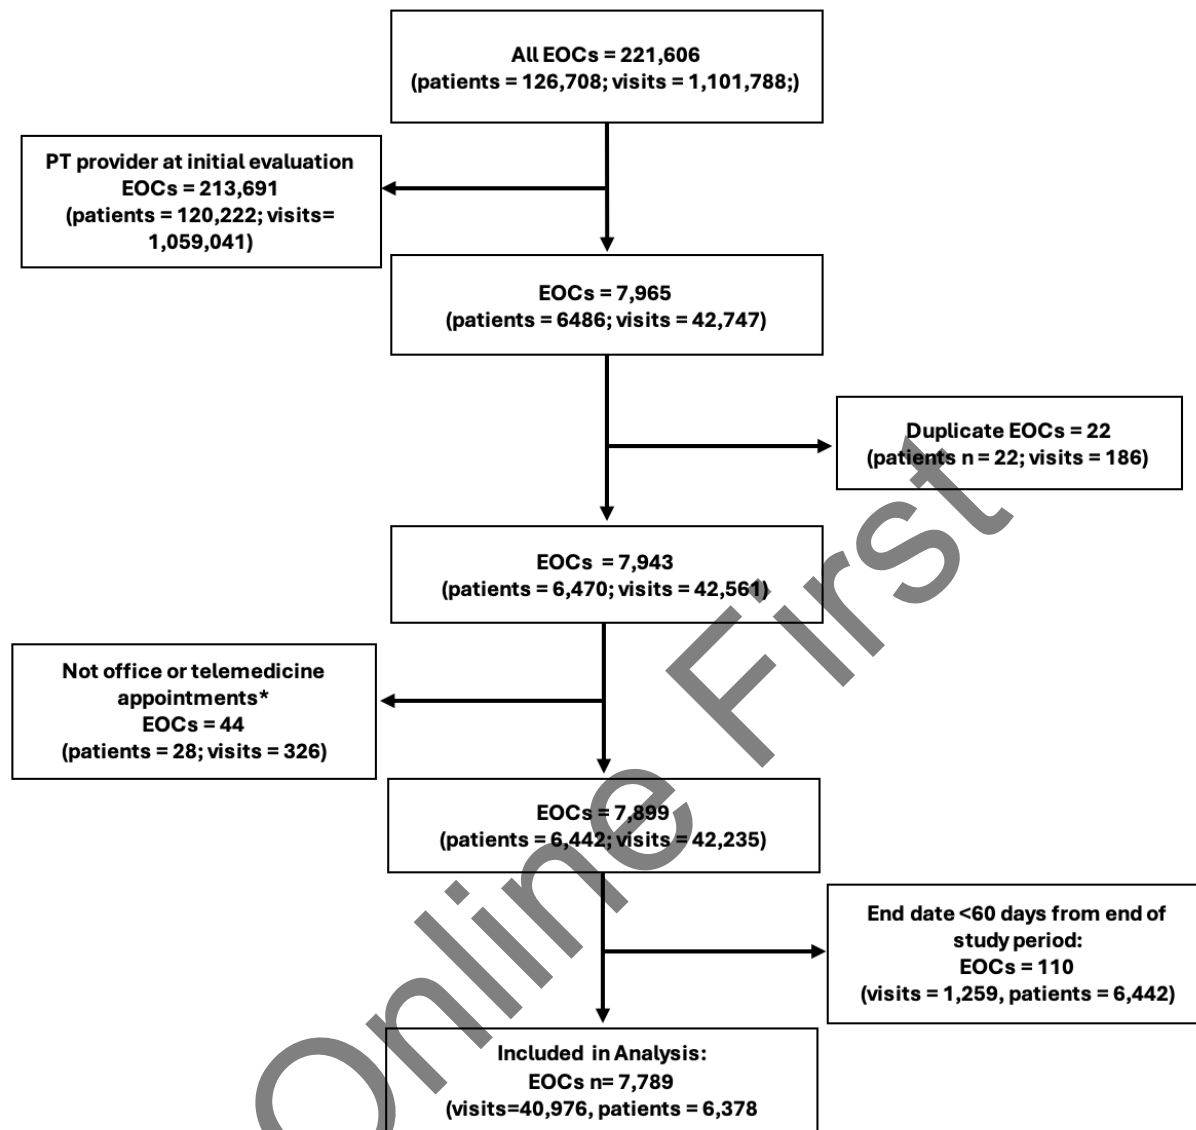 All EOCs = 221,606
(patients = 126,708; visits = 1,101,788;)
PT provider at initial evaluation
EOCs = 213,691
(patients = 120,222; visits=
1,059,041)
EOCs = 7,965
(patients = 6486; visits = 42,747)
Duplicate EOCs = 22
(patients n = 22; visits = 186)
EOCs = 7,943
(patients = 6,470; visits = 42,561)
Not office or telemedicine
appointments*
EOCs = 44
(patients = 28; visits = 326)
EOCs = 7,899
(patients = 6,442; visits = 42,235)
End date <60 days from end of
study period:
EOCs = 110
(visits = 1,259, patients = 6,442)
Included in Analysis:
EOCs n= 7,789
(visits=40,976, patients = 6,378
Online First